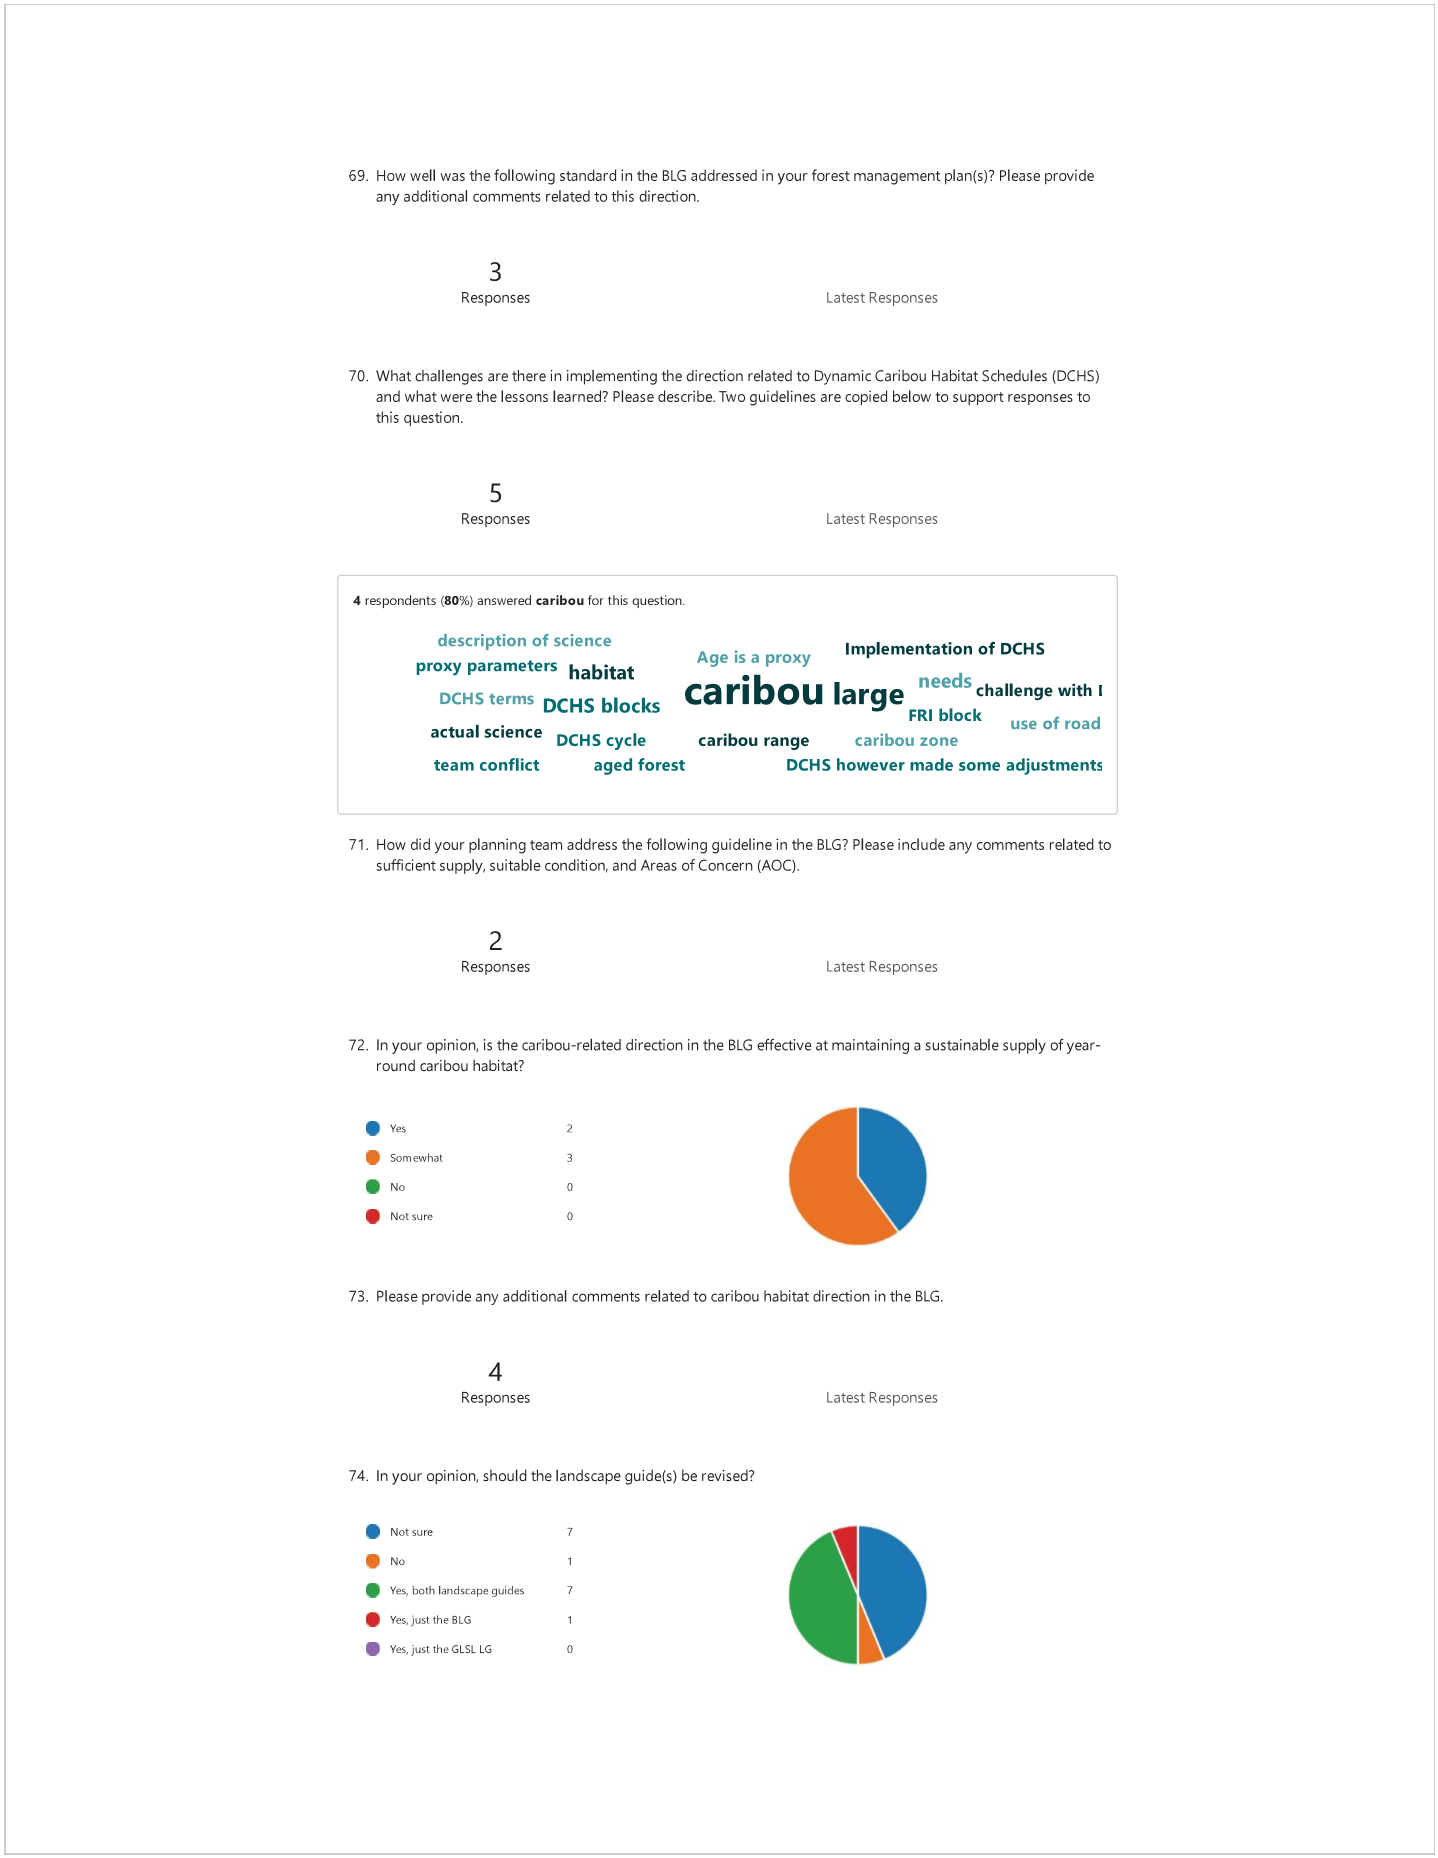 69. How well was the following standard in the BLG addressed in your forest management plan(s)? Please provide
any additional comments related to this direction.
3
Responses
Latest Responses
70. What challenges are there in implementing the direction related to Dynamic Caribou Habitat Schedules (DCHS)
and what were the lessons learned? Please describe. Two guidelines are copied below to support responses to
this question.
5
Responses
Latest Responses
4 respondents (80%) answered caribou for this question.
description of science
Age is a proxy
Implementation of DCHS
proxy parameters
habitat
caribou
large
needs
challenge with
DCHS terms
DCHS blocks
FRI block
use of road
actual science
DCHS cycle
caribou range
caribou zone
team conflict
aged forest
DCHS however made some adjustments
71. How did your planning team address the following guideline in the BLG? Please include any comments related to
sufficient supply, suitable condition, and Areas of Concern (AOC).
2
Responses
Latest Responses
72. In your opinion, is the caribou-related direction in the BLG effective at maintaining a sustainable supply of year-
round caribou habitat?
Yes 2
Somewhat 3
No 0
Not sure 0
73. Please provide any additional comments related to caribou habitat direction in the BLG.
4
Responses
Latest Responses
74. In your opinion, should the landscape guide(s) be revised?
Not sure 7
No 1
Yes, both landscape guides 7
Yes, just the BLG 1
Yes, just the GLSL LG 0